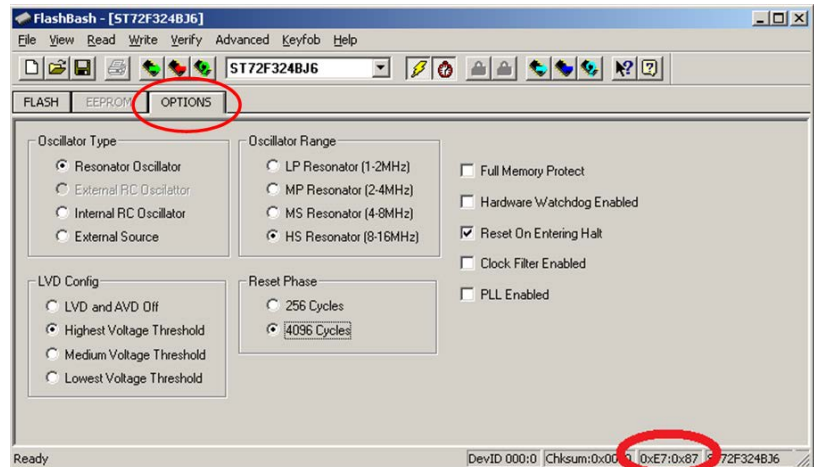 FlashBash - [ST72F324BJ6]
File View Read Write Verify Advanced Keyfob Help
ST72F324BJ6
FLASH EEPROM OPTIONS
Oscillator Type
Resonator Oscillator
External RC Oscilattor
Internal RC Oscillator
External Source
Oscillator Range
LP Resonator (1-2MHz)
MP Resonator (2-4MHz)
MS Resonator (4-8MHz)
HS Resonator (8-16MHz)
Full Memory Protect
Hardware Watchdog Enabled
Reset On Entering Halt
Clock Filter Enabled
PLL Enabled
LVD Config
LVD and AVD Off
Highest Voltage Threshold
Medium Voltage Threshold
Lowest Voltage Threshold
Reset Phase
256 Cycles
4096 Cycles
Ready DevID 000:0 0xE7:0x87